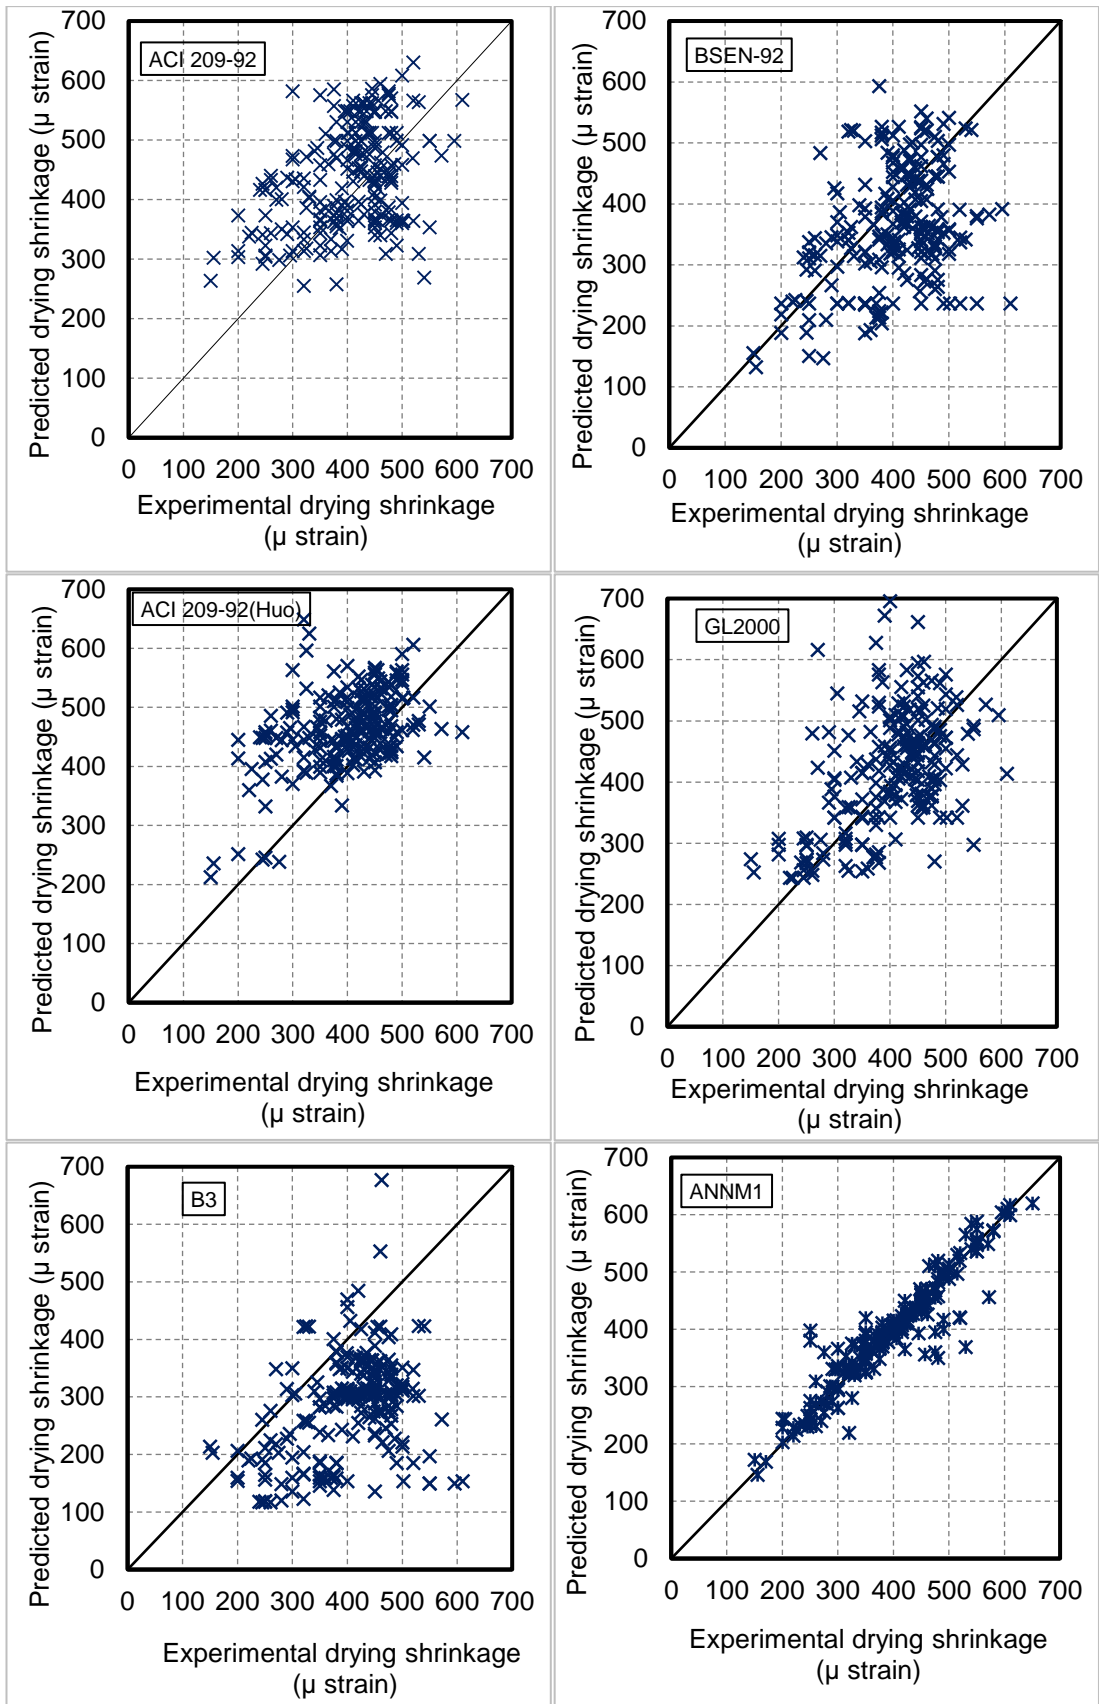 ACI 209-92
Predicted drying shrinkage (µ strain)
700
600
500
400
300
200
100
0
0 100 200 300 400 500 600 700
Experimental drying shrinkage
(µ strain)
BSEN-92
Predicted drying shrinkage (µ strain)
700
600
500
400
300
200
100
0
0 100 200 300 400 500 600 700
Experimental drying shrinkage
(µ strain)
ACI 209-92(Huo)
Predicted drying shrinkage (µ strain)
700
600
500
400
300
200
100
0
0 100 200 300 400 500 600 700
Experimental drying shrinkage
(µ strain)
GL2000
Predicted drying shrinkage (µ strain)
700
600
500
400
300
200
100
0
0 100 200 300 400 500 600 700
Experimental drying shrinkage
(µ strain)
B3
Predicted drying shrinkage (µ strain)
700
600
500
400
300
200
100
0
0 100 200 300 400 500 600 700
Experimental drying shrinkage
(µ strain)
ANNM1
Predicted drying shrinkage (µ strain)
700
600
500
400
300
200
100
0
0 100 200 300 400 500 600 700
Experimental drying shrinkage
(µ strain)